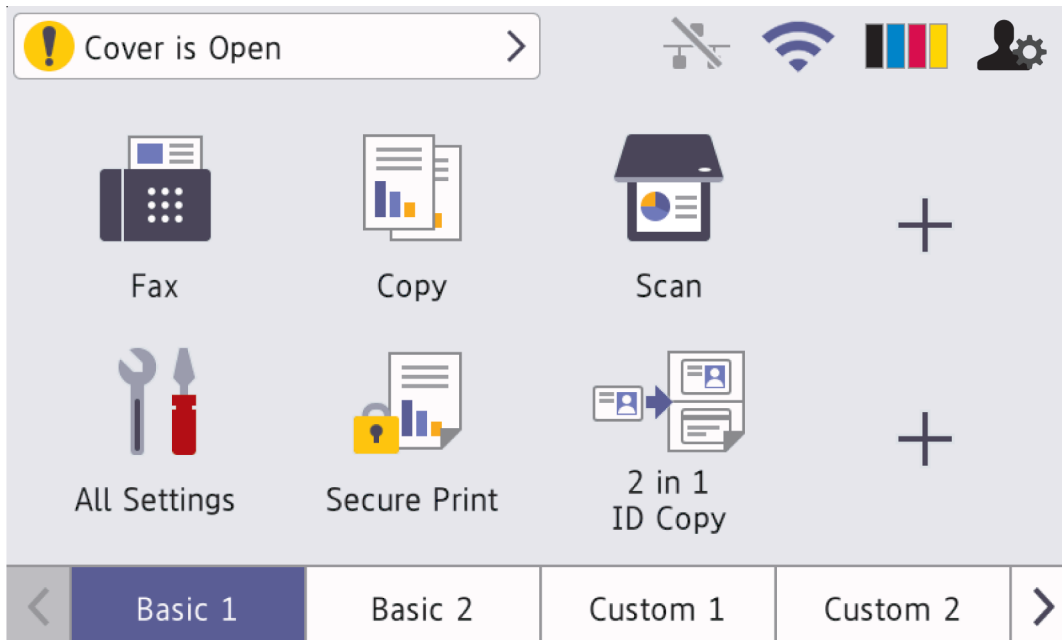 Cover is Open
Fax
Copy
Scan
All Settings
Secure Print
2 in 1
ID Copy
Basic 1
Basic 2
Custom 1
Custom 2